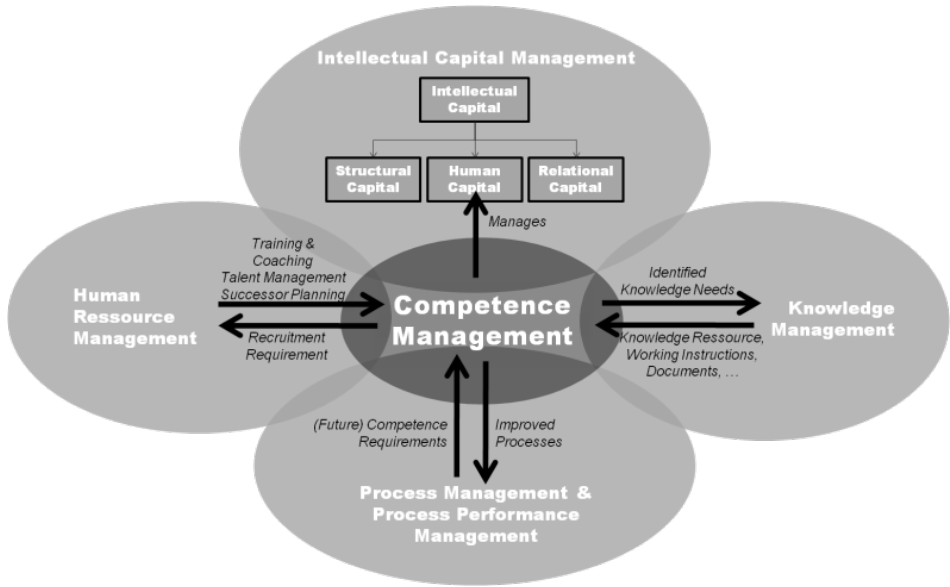 Intellectual Capital Management
Intellectual
Capital
Structural
Capital
Human
Capital
Relational
Capital
Manages
Training &
Coaching
Talent Management
Successor Planning
Human
Ressource
Management
Recruitment
Requirement
Competence
Management
Identified
Knowledge Needs
Knowledge
Management
Knowledge Ressource,
Working Instructions,
Documents, …
(Future) Competence
Requirements
Improved
Processes
Process Management &
Process Performance
Management